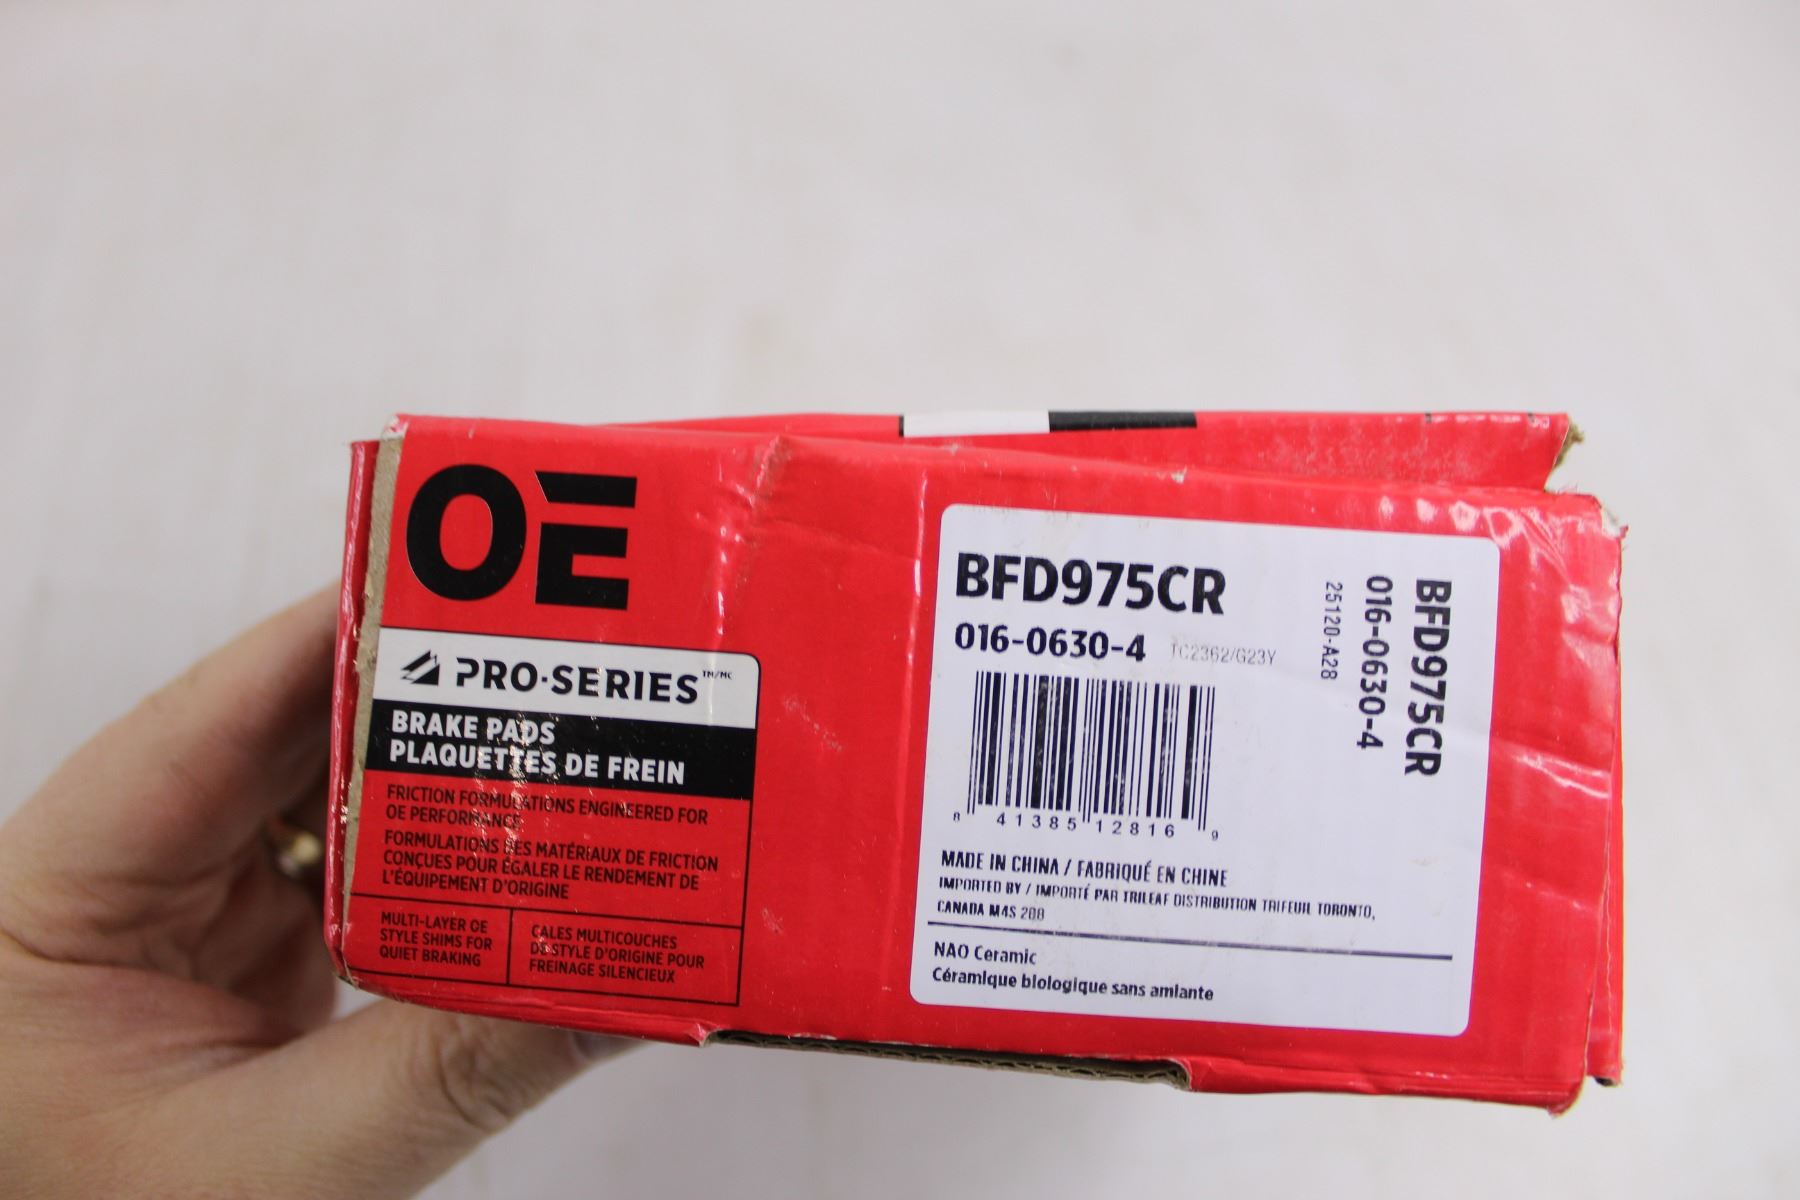 OE
PRO·SERIES™/MC
BRAKE PADS
PLAQUETTES DE FREIN
FRICTION FORMULATIONS ENGINEERED FOR
OE PERFORMANCE
FORMULATIONS DES MATÉRIAUX DE FRICTION
CONÇUES POUR ÉGALER LE RENDEMENT DE
L'ÉQUIPEMENT D'ORIGINE
MULTI-LAYER OE
STYLE SHIMS FOR
QUIET BRAKING
CALES MULTICOUCHES
DE STYLE D'ORIGINE POUR
FREINAGE SILENCIEUX
BFD975CR
016-0630-4 TC2362/G23Y
8 41385 12816 9
MADE IN CHINA / FABRIQUÉ EN CHINE
IMPORTED BY / IMPORTÉ PAR TRILEAF DISTRIBUTION TRIFEUIL TORONTO,
CANADA M4S 2B8
NAO Ceramic
Céramique biologique sans amiante
BFD975CR
016-0630-4
25120-A28